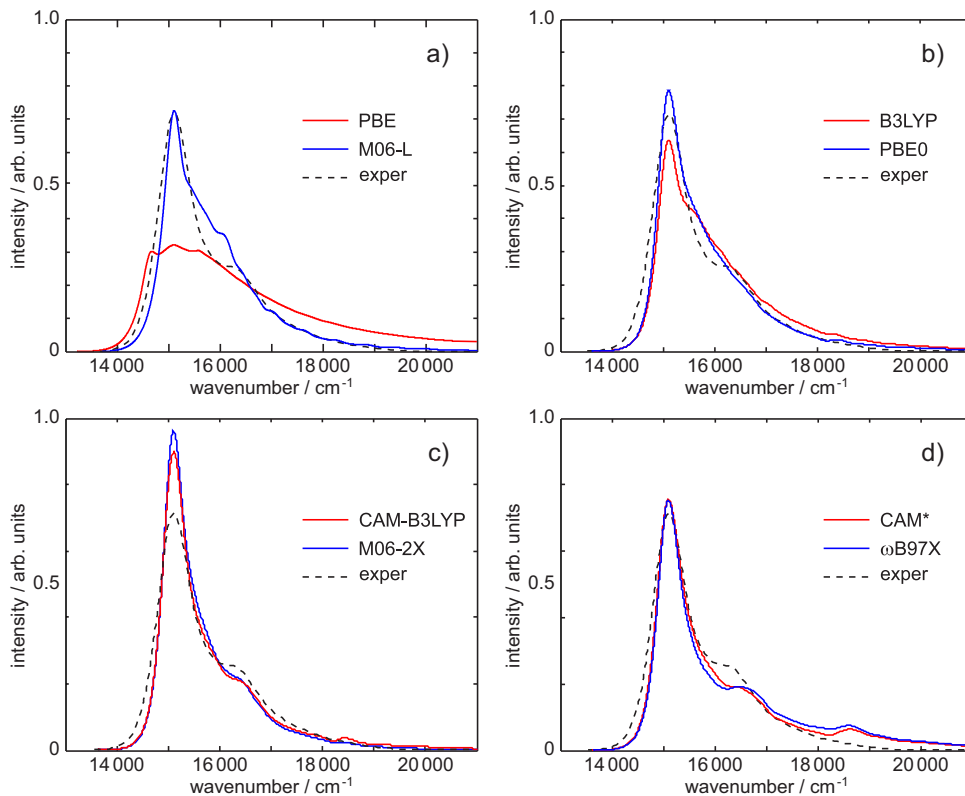 1.0
a)
PBE
M06-L
exper
0.5
0
intensity / arb. units
14 000 16 000 18 000 20 000
wavenumber / cm⁻¹
1.0
b)
B3LYP
PBE0
exper
0.5
0
intensity / arb. units
14 000 16 000 18 000 20 000
wavenumber / cm⁻¹
1.0
c)
CAM-B3LYP
M06-2X
exper
0.5
0
intensity / arb. units
14 000 16 000 18 000 20 000
wavenumber / cm⁻¹
1.0
d)
CAM*
ωB97X
exper
0.5
0
intensity / arb. units
14 000 16 000 18 000 20 000
wavenumber / cm⁻¹